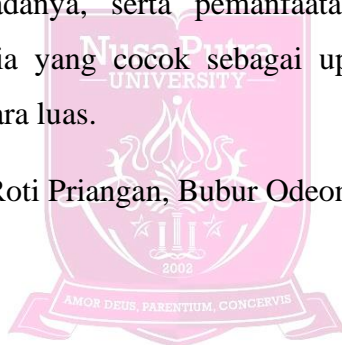 adanya, serta pemanfaata
Nusa Putra
ia yang cocok sebagai up
UNIVERSITY
ara luas.
Roti Priangan, Bubur Odeon
2002
AMOR DEUS, PARENTIUM, CONCERVIS